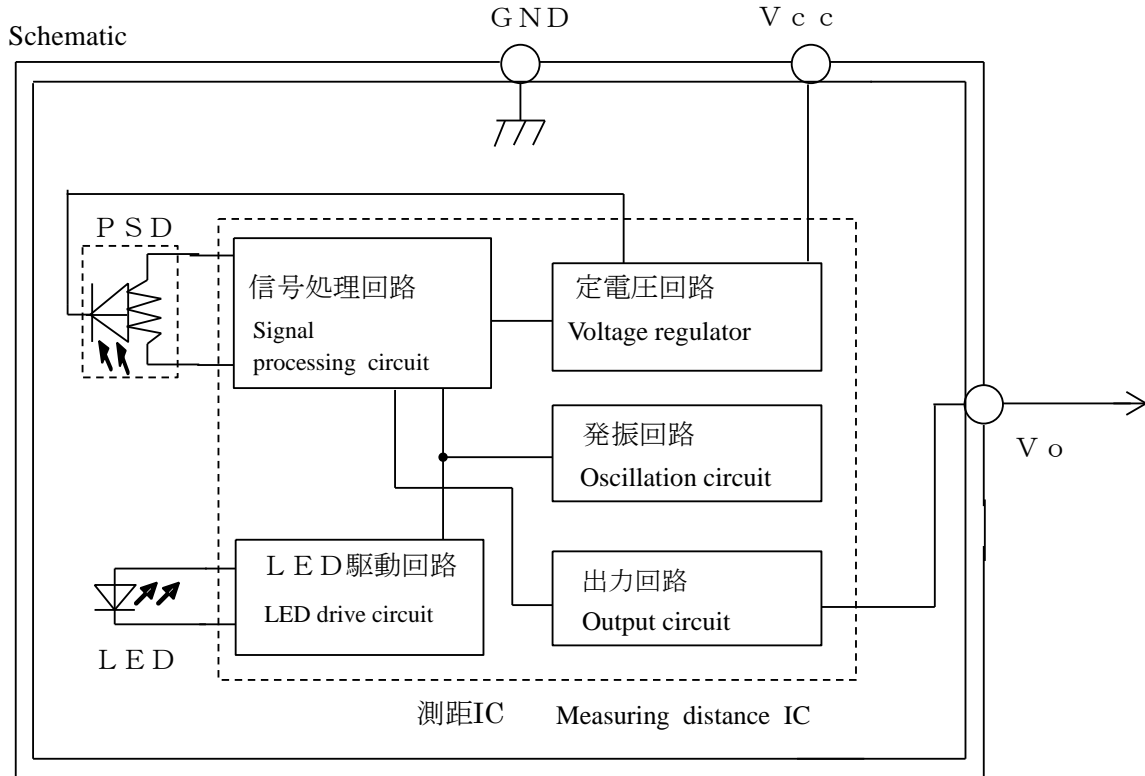 GND
Vcc
Schematic
PSD
信号処理回路
Signal
processing circuit
定電圧回路
Voltage regulator
発振回路
Oscillation circuit
Vo
LED駆動回路
LED drive circuit
出力回路
Output circuit
LED
測距IC Measuring distance IC